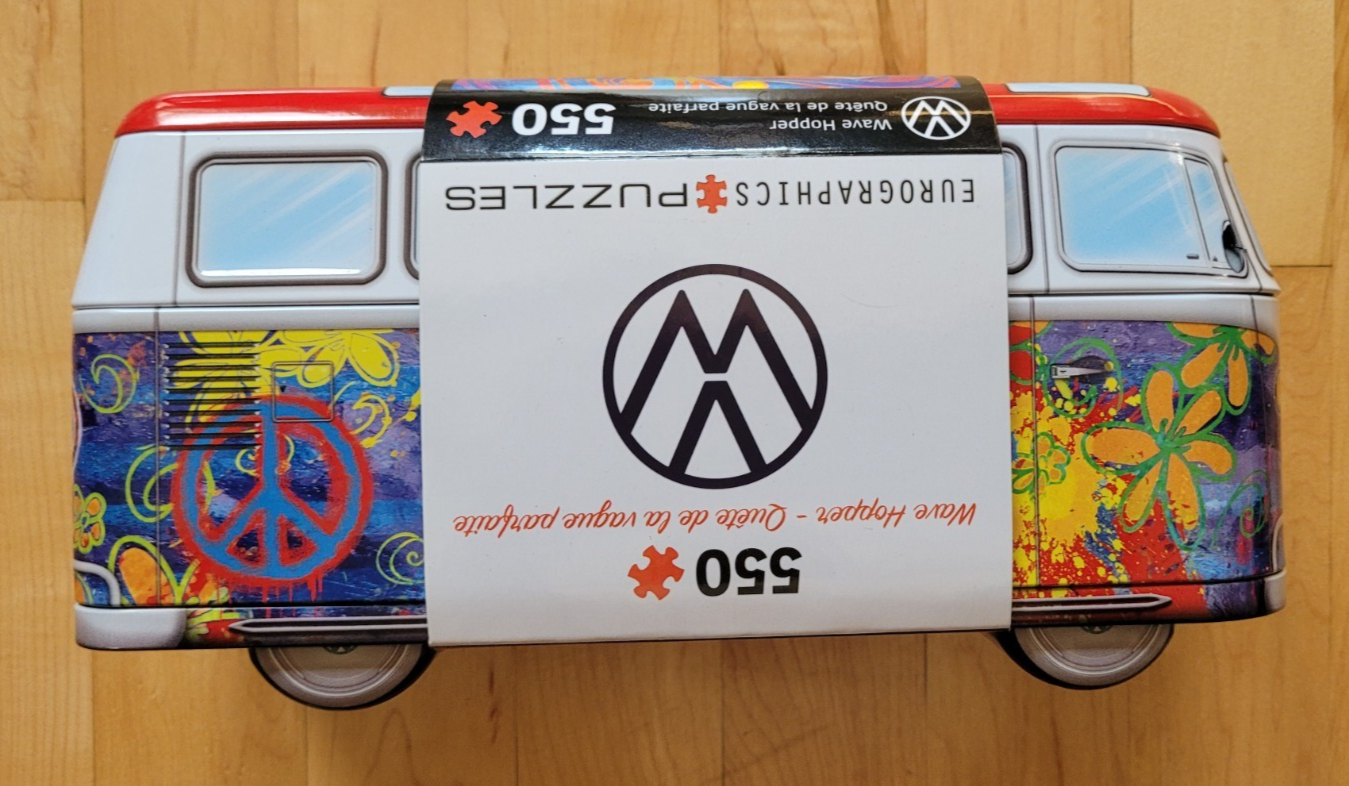 550
Wave Hopper - Quête de la vague parfaite
EUROGRAPHICS PUZZLES
Wave Hopper
Quête de la vague parfaite
550